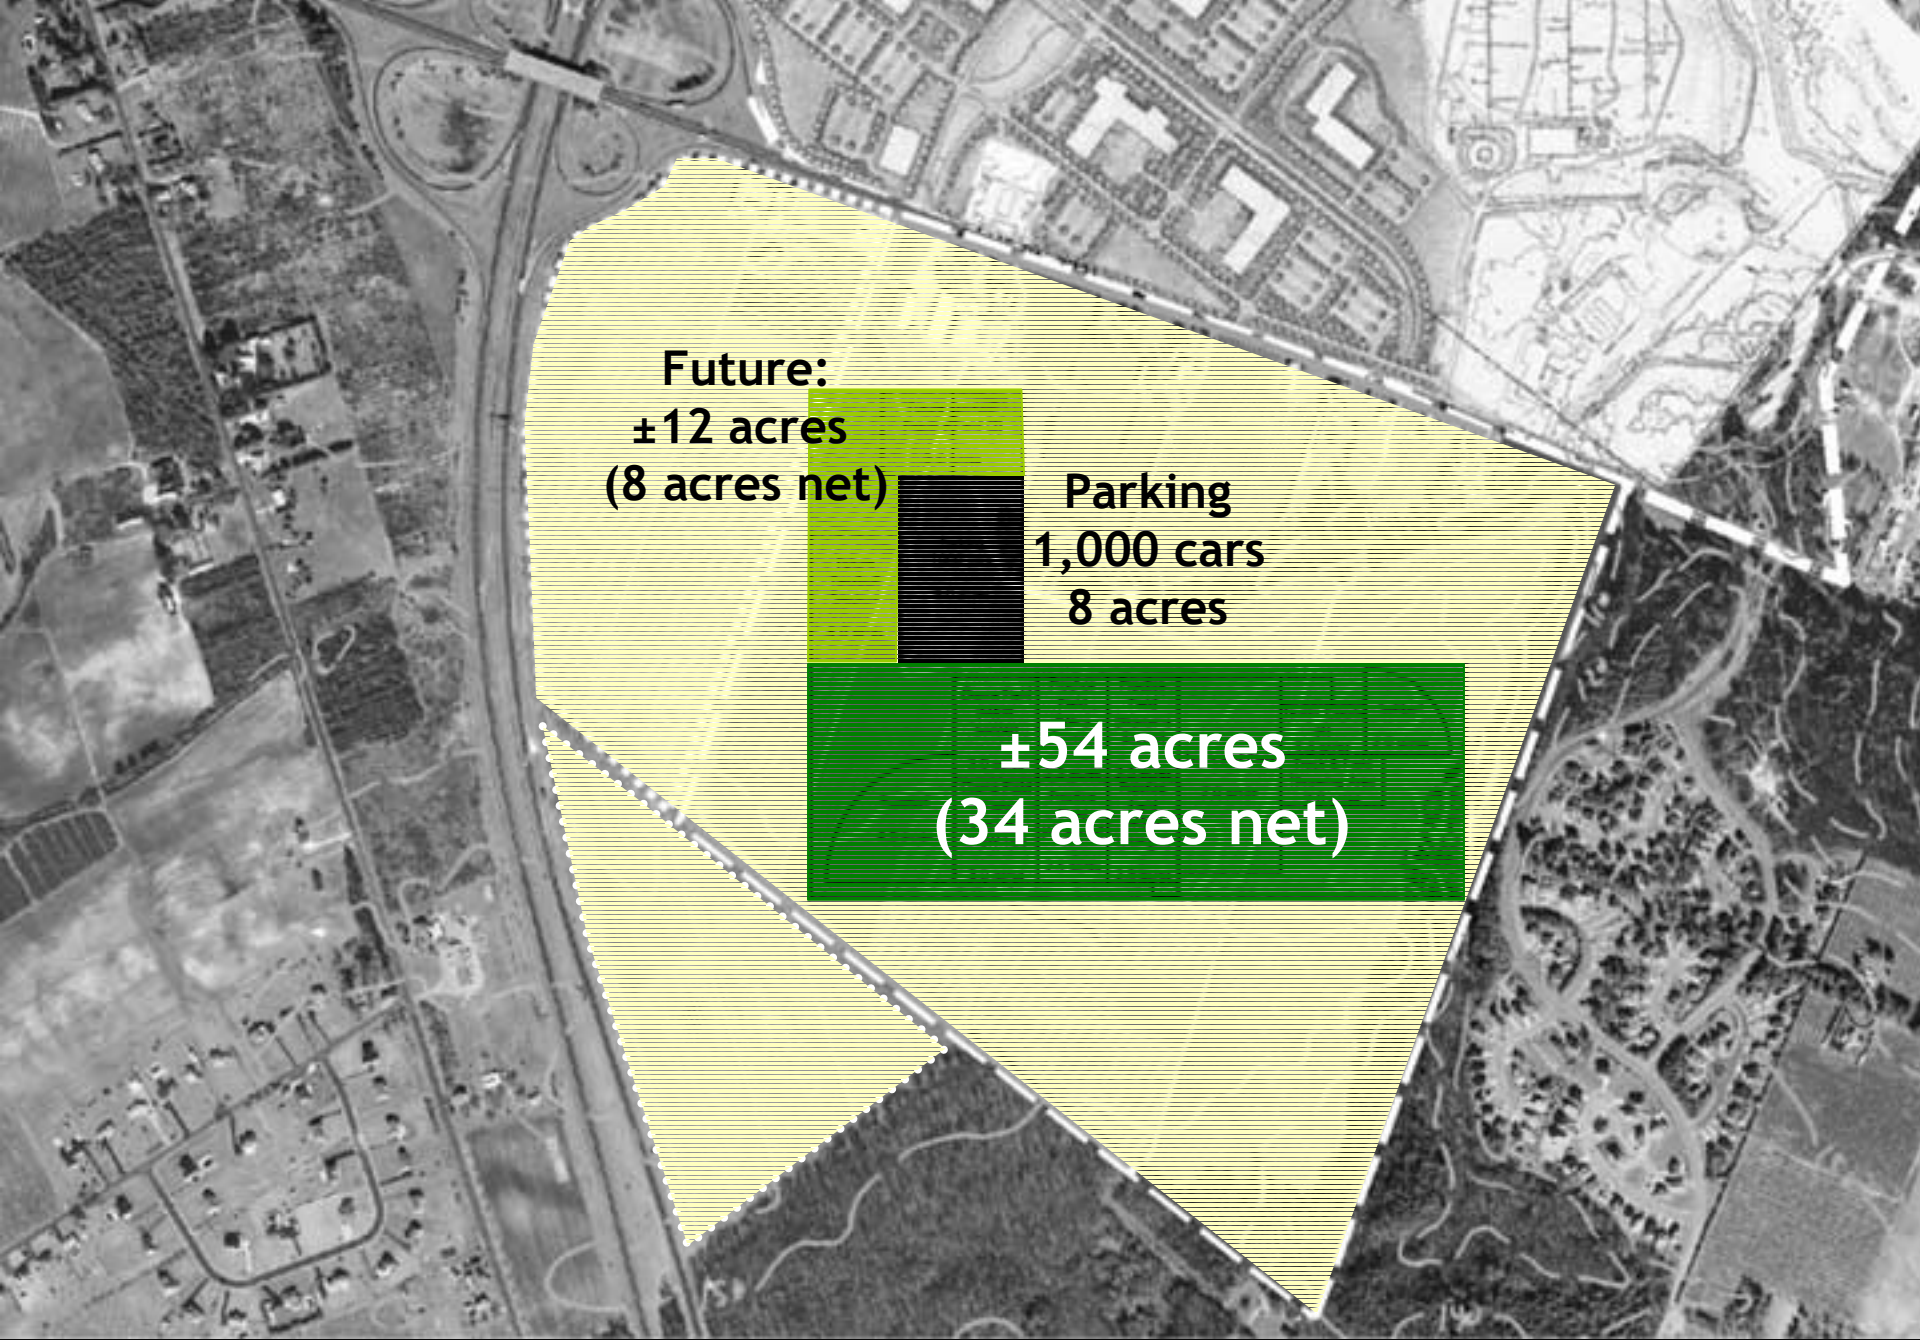 Future:
±12 acres
(8 acres net)
Parking
1,000 cars
8 acres
±54 acres
(34 acres net)